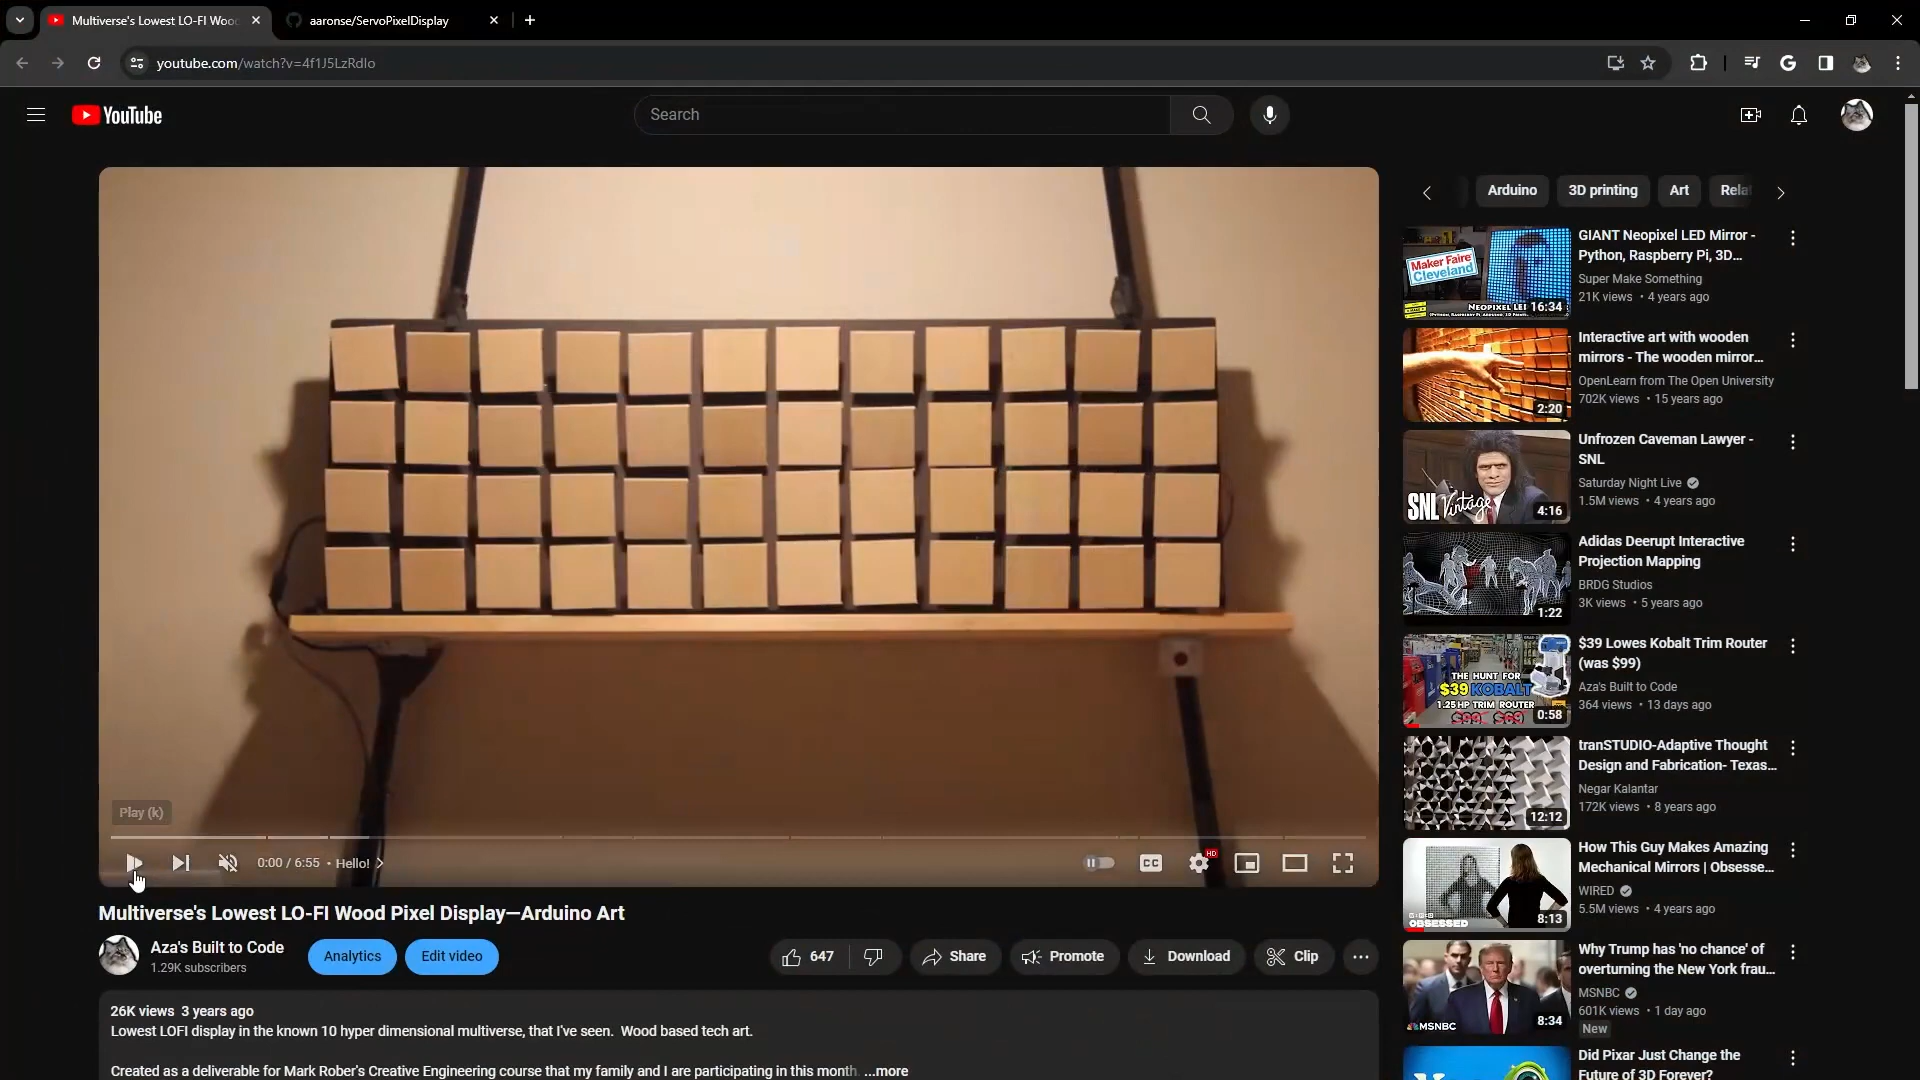 Multiverse's Lowest LO-FI Woo
aaronse/ServoPixelDisplay
youtube.com/watch?v=4f1J5LzRdIo
YouTube
Search
Arduino
3D printing
Art
Rela
Maker Faire
Cleveland
16:34
GIANT Neopixel LED Mirror -
Python, Raspberry Pi, 3D...
Super Make Something
21K views • 4 years ago
2:20
Interactive art with wooden
mirrors - The wooden mirror...
OpenLearn from The Open University
702K views • 15 years ago
SNL Vintage
4:16
Unfrozen Caveman Lawyer -
SNL
Saturday Night Live
1.5M views • 4 years ago
1:22
Adidas Deerupt Interactive
Projection Mapping
BRDG Studios
3K views • 5 years ago
THE HUNT FOR
$39 KOBALT
1.25HP TRIM ROUTER
$99 $69
0:58
$39 Lowes Kobalt Trim Router
(was $99)
Aza's Built to Code
364 views • 13 days ago
12:12
tranSTUDIO-Adaptive Thought
Design and Fabrication- Texas...
Negar Kalantar
172K views • 8 years ago
OBSESSED
8:13
How This Guy Makes Amazing
Mechanical Mirrors | Obsesse...
WIRED
5.5M views • 4 years ago
MSNBC
8:34
Why Trump has 'no chance' of
overturning the New York frau...
MSNBC
601K views • 1 day ago
New
Did Pixar Just Change the
Future of 3D Forever?
Play (k)
0:00 / 6:55 • Hello!
CC
HD
Multiverse's Lowest LO-FI Wood Pixel Display—Arduino Art
Aza's Built to Code
1.29K subscribers
Analytics
Edit video
647
Share
Promote
Download
Clip
26K views 3 years ago
Lowest LOFI display in the known 10 hyper dimensional multiverse, that I've seen. Wood based tech art.
Created as a deliverable for Mark Rober's Creative Engineering course that my family and I are participating in this month. ...more